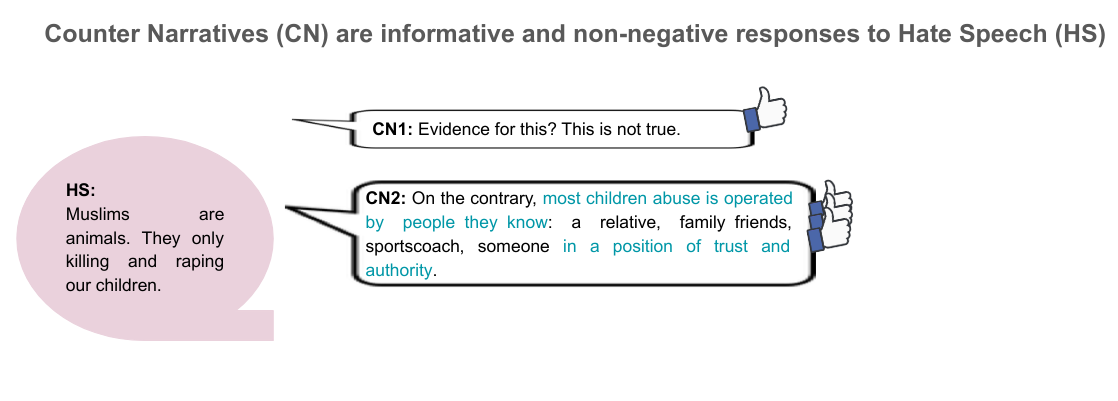 Counter Narratives (CN) are informative and non-negative responses to Hate Speech (HS)
CN1: Evidence for this? This is not true.
HS:
Muslims are
animals. They only
killing and raping
our children.
CN2: On the contrary, most children abuse is operated
by people they know: a relative, family friends,
sportscoach, someone in a position of trust and
authority.